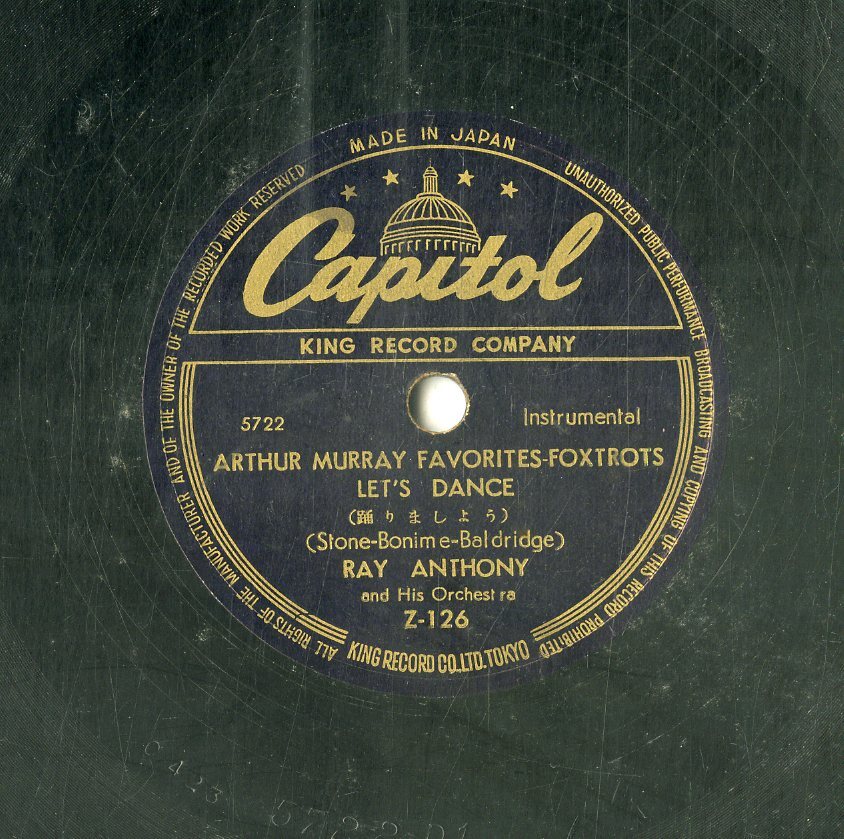 MADE IN JAPAN
UNAUTHORIZED PUBLIC PERFORMANCE BROADCASTING AND COPYING OF THIS RECORD PROHIBITED
ALL RIGHTS OF THE MANUFACTURER AND OF THE OWNER OF THE RECORDED WORK RESERVED
Capitol
KING RECORD COMPANY
5722
Instrumental
ARTHUR MURRAY FAVORITES-FOXTROTS
LET'S DANCE
(踊りましよう)
(Stone-Bonime-Baldridge)
RAY ANTHONY
and His Orchestra
Z-126
KING RECORD CO.LTD.TOKYO